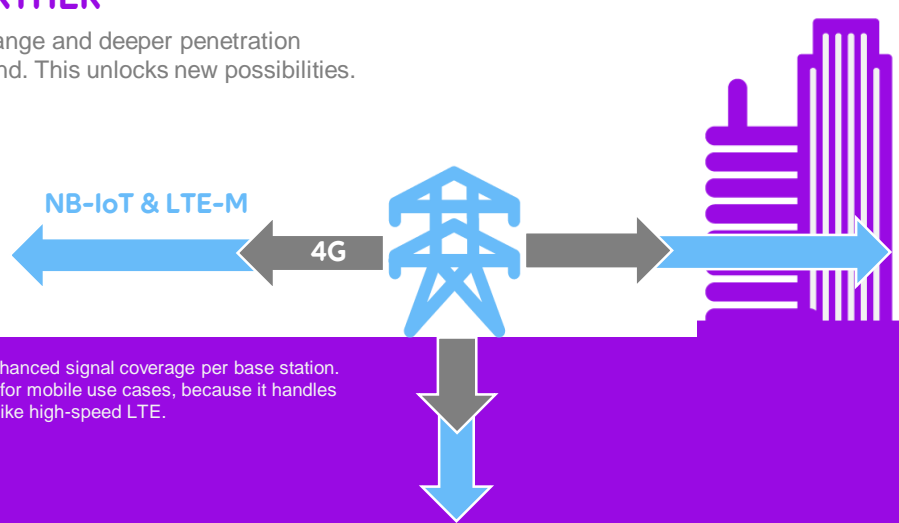 ange and deeper penetration
nd. This unlocks new possibilities.
NB-IoT & LTE-M
4G
hanced signal coverage per base station.
for mobile use cases, because it handles
ike high-speed LTE.